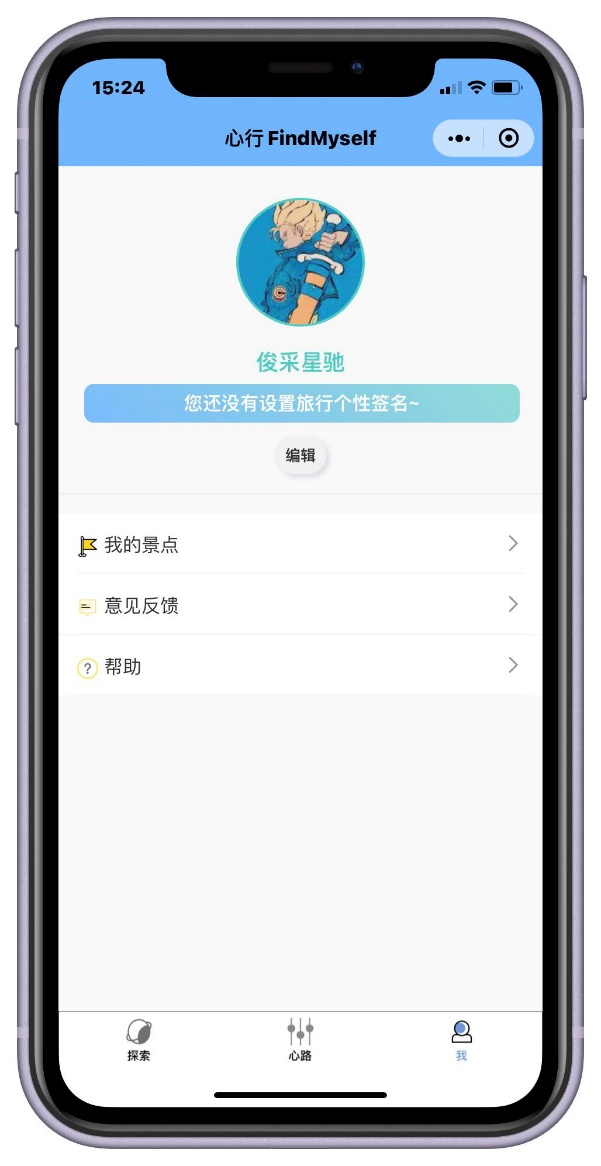 15:24
心行 FindMyself
俊采星驰
您还没有设置旅行个性签名~
编辑
我的景点
意见反馈
? 帮助
探索
心路
我